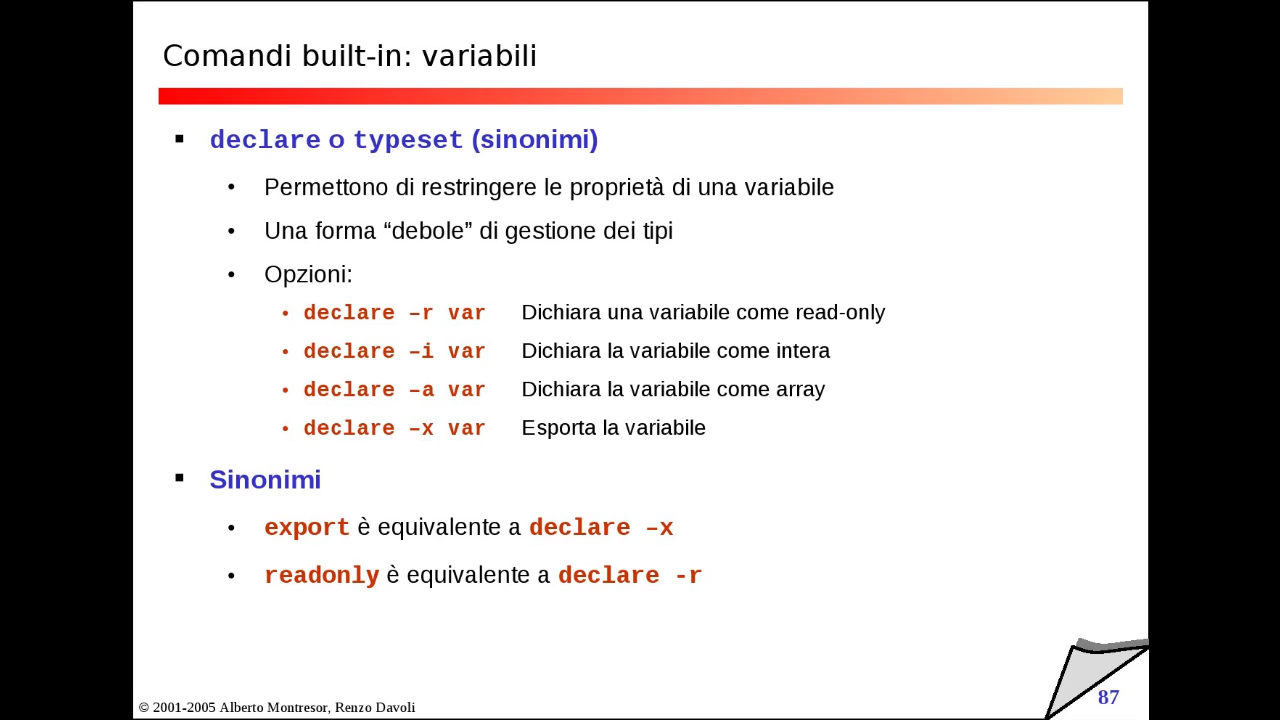 Comandi built-in: variabili
declare o typeset (sinonimi)
Permettono di restringere le proprietà di una variabile
Una forma “debole” di gestione dei tipi
Opzioni:
declare –r var Dichiara una variabile come read-only
declare –i var Dichiara la variabile come intera
declare –a var Dichiara la variabile come array
declare –x var Esporta la variabile
Sinonimi
export è equivalente a declare –x
readonly è equivalente a declare -r
© 2001-2005 Alberto Montresor, Renzo Davoli
87